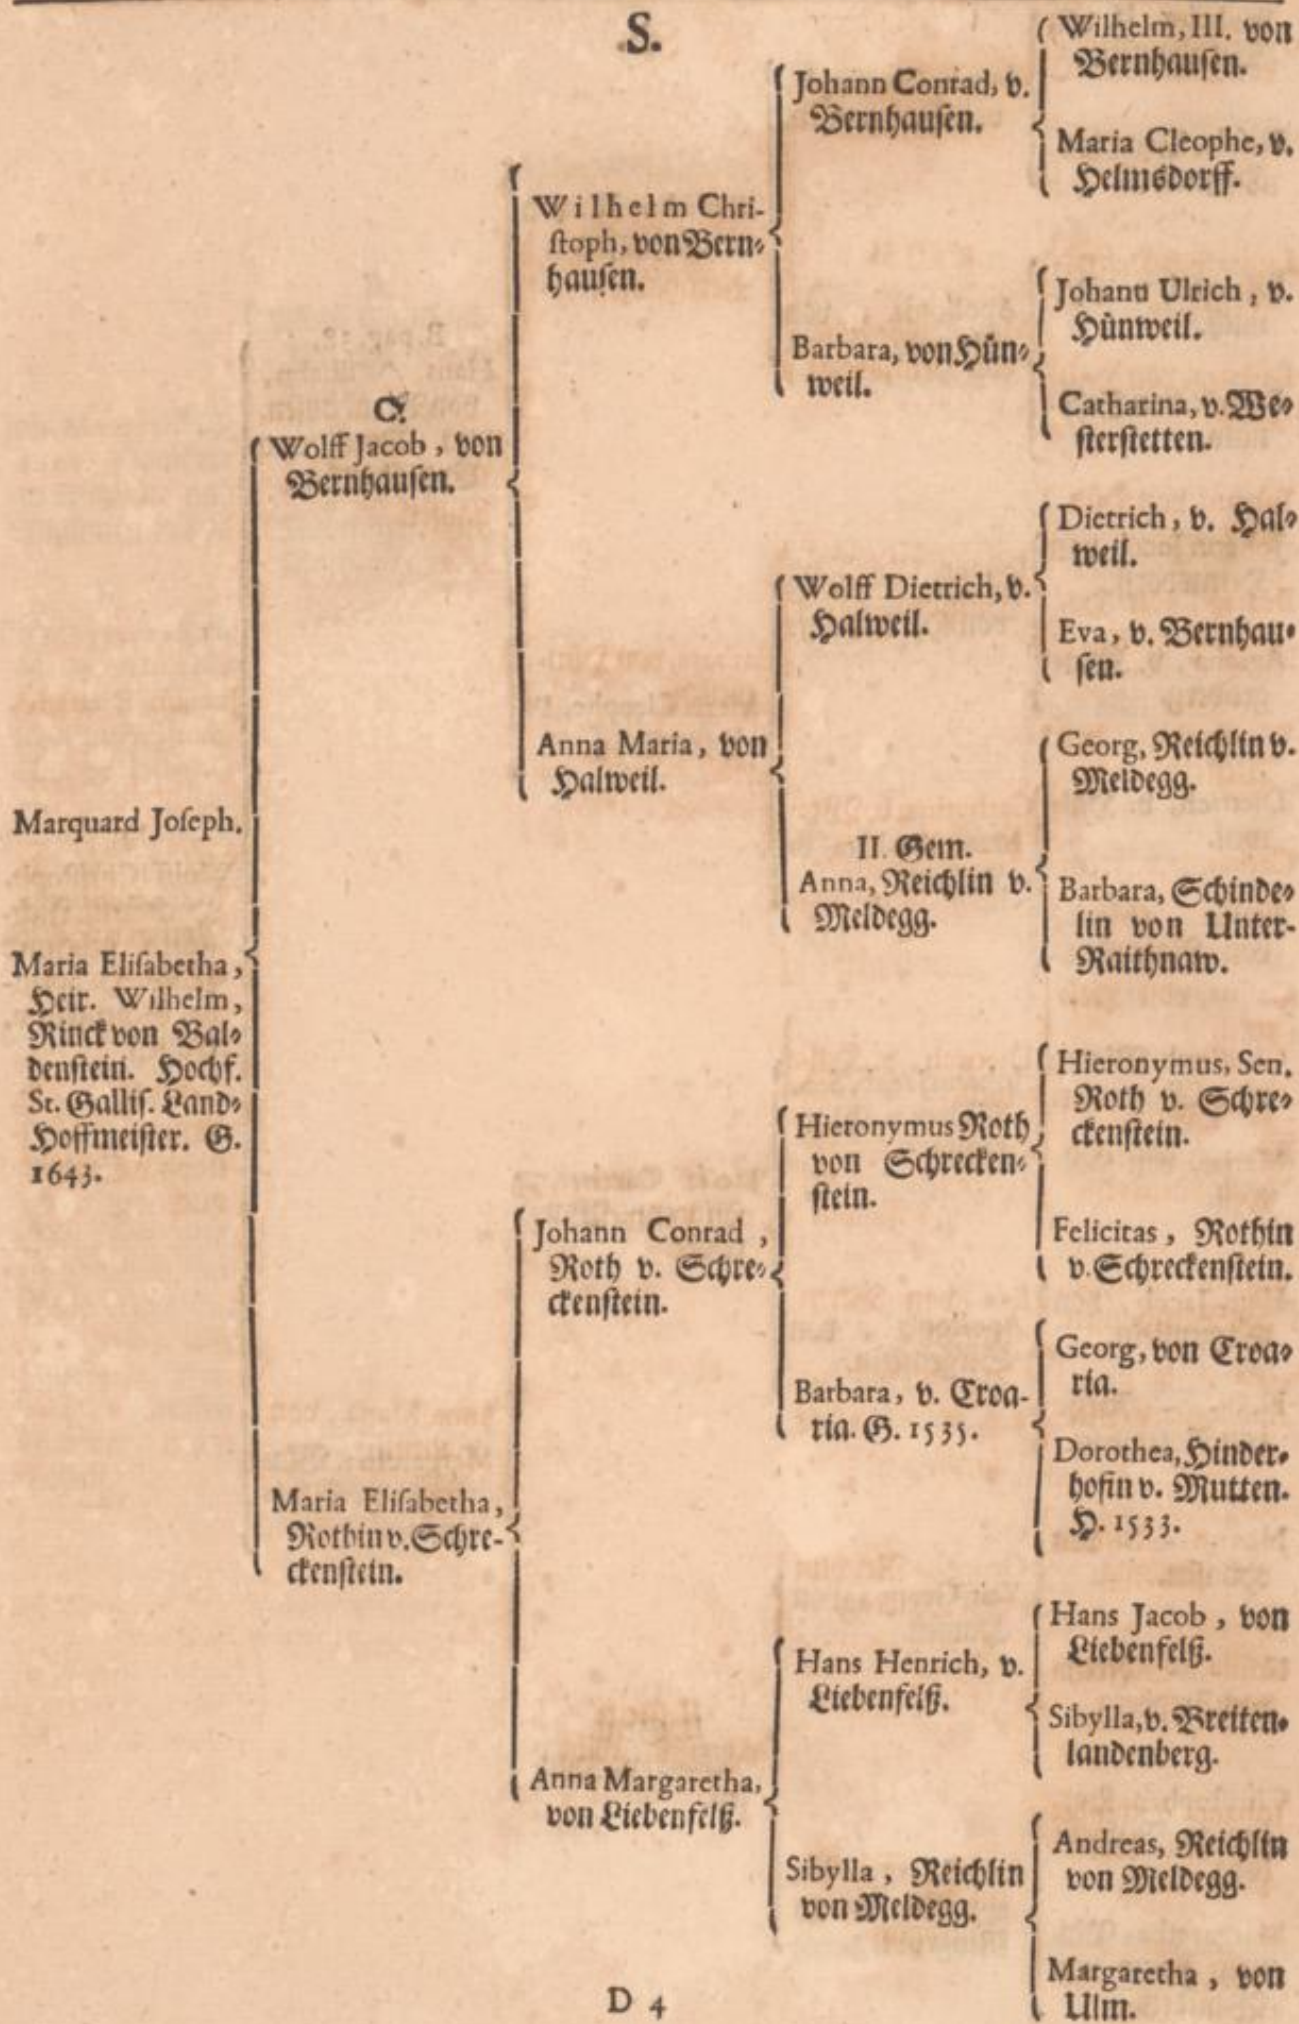 S.
Marquard Joſeph.
Maria Eliſabetha,
Heir. Wilhelm,
Rinck von Bal⸗
denſtein. Hochf.
St. Galliſ. Land⸗
Hoffmeiſter. G.
1643.
C.
Wolff Jacob, von
Bernhauſen.
Maria Eliſabetha,
Rothin v. Schre-
ckenſtein.
Wilhelm Chri-
ſtoph, von Bern⸗
hauſen.
Anna Maria, von
Halweil.
Johann Conrad,
Roth v. Schre⸗
ckenſtein.
Anna Margaretha,
von Liebenfelß.
Johann Conrad, v.
Bernhauſen.
Barbara, von Hün⸗
weil.
Wolff Dietrich, v.
Halweil.
II. Gem.
Anna, Reichlin v.
Meldegg.
Hieronymus Roth
von Schrecken⸗
ſtein.
Barbara, v. Croa-
ria. G. 1535.
Hans Henrich, v.
Liebenfelß.
Sibylla, Reichlin
von Meldegg.
Wilhelm, III. von
Bernhauſen.
Maria Cleophe, v.
Helmsdorff.
Johann Ulrich, v.
Hünweil.
Catharina, v. We⸗
ſterſtetten.
Dietrich, v. Hal⸗
weil.
Eva, v. Bernhau⸗
ſen.
Georg, Reichlin v.
Meldegg.
Barbara, Schinde⸗
lin von Unter-
Raithnaw.
Hieronymus, Sen.
Roth v. Schre⸗
ckenſtein.
Felicitas, Rothin
v. Schreckenſtein.
Georg, von Croa⸗
ria.
Dorothea, Hinder⸗
hofin v. Mutten.
H. 1533.
Hans Jacob, von
Liebenfelß.
Sibylla, v. Breiten⸗
landenberg.
Andreas, Reichlin
von Meldegg.
Margaretha, von
Ulm.
D 4